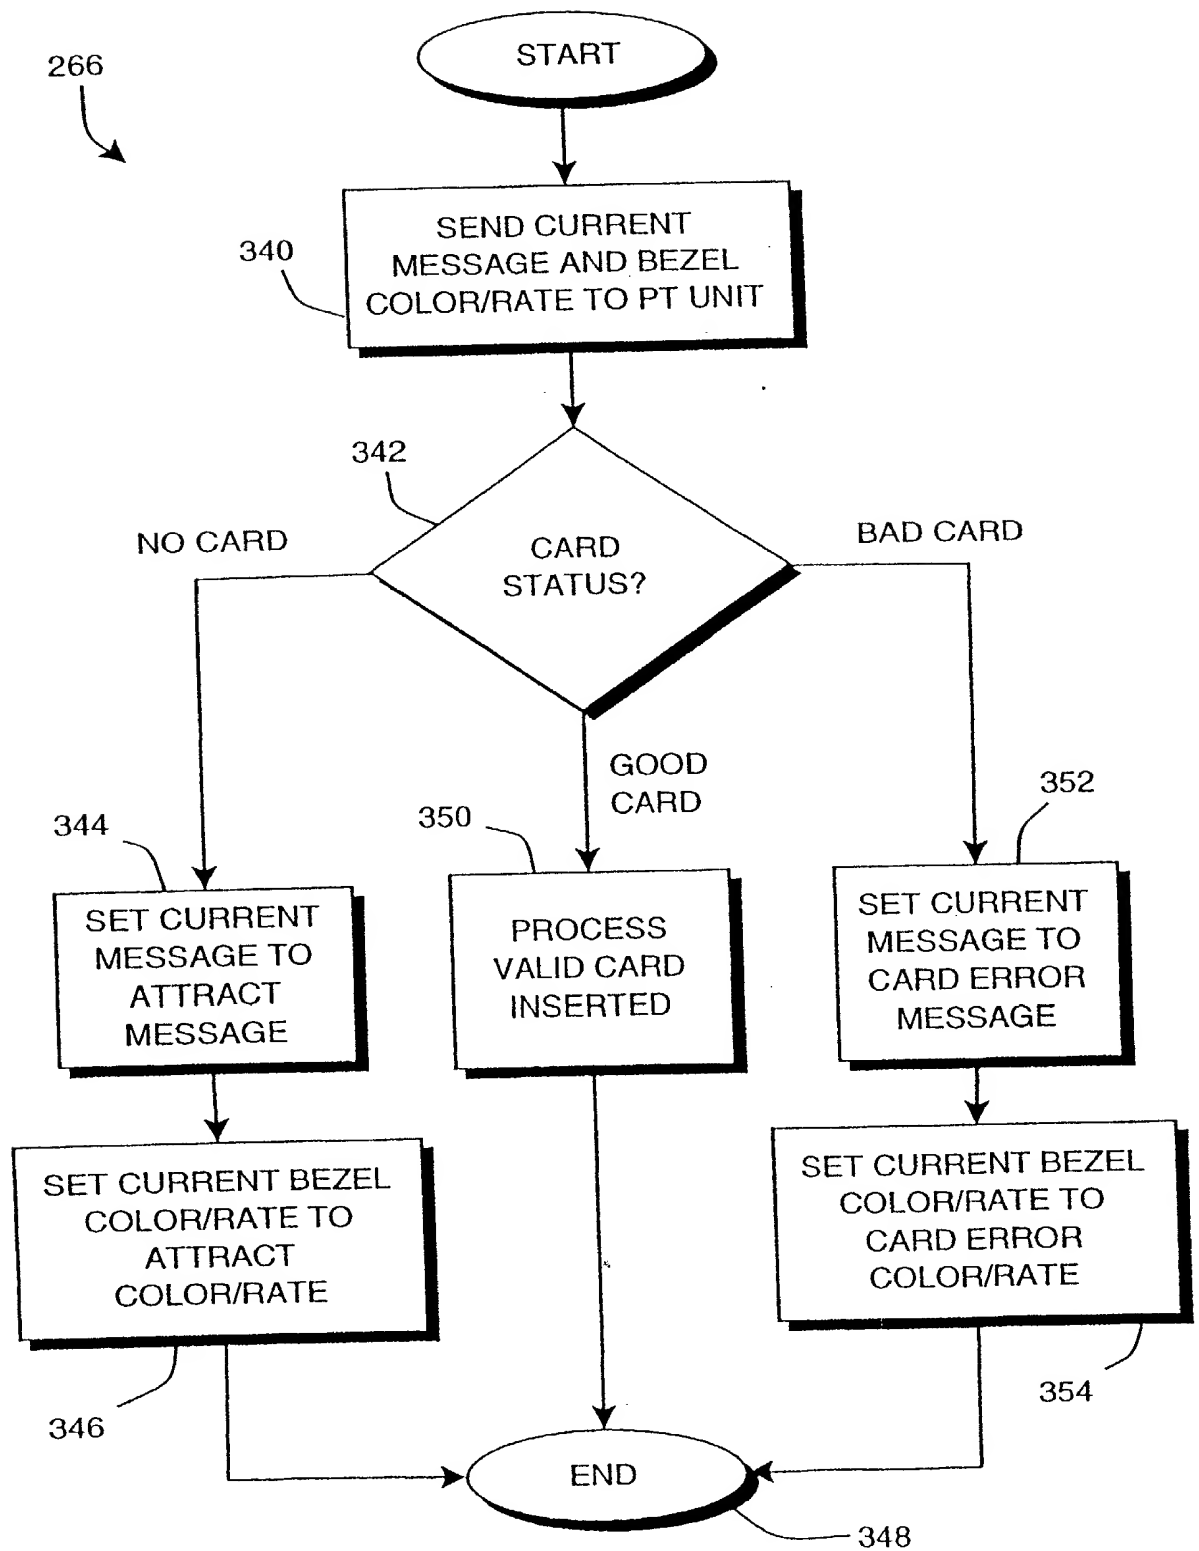 START
266
SEND CURRENT
MESSAGE AND BEZEL
COLOR/RATE TO PT UNIT
340
342
CARD
STATUS?
NO CARD
BAD CARD
GOOD
CARD
344
350
352
SET CURRENT
MESSAGE TO
ATTRACT
MESSAGE
PROCESS
VALID CARD
INSERTED
SET CURRENT
MESSAGE TO
CARD ERROR
MESSAGE
SET CURRENT BEZEL
COLOR/RATE TO
ATTRACT
COLOR/RATE
SET CURRENT BEZEL
COLOR/RATE TO
CARD ERROR
COLOR/RATE
346
354
END
348